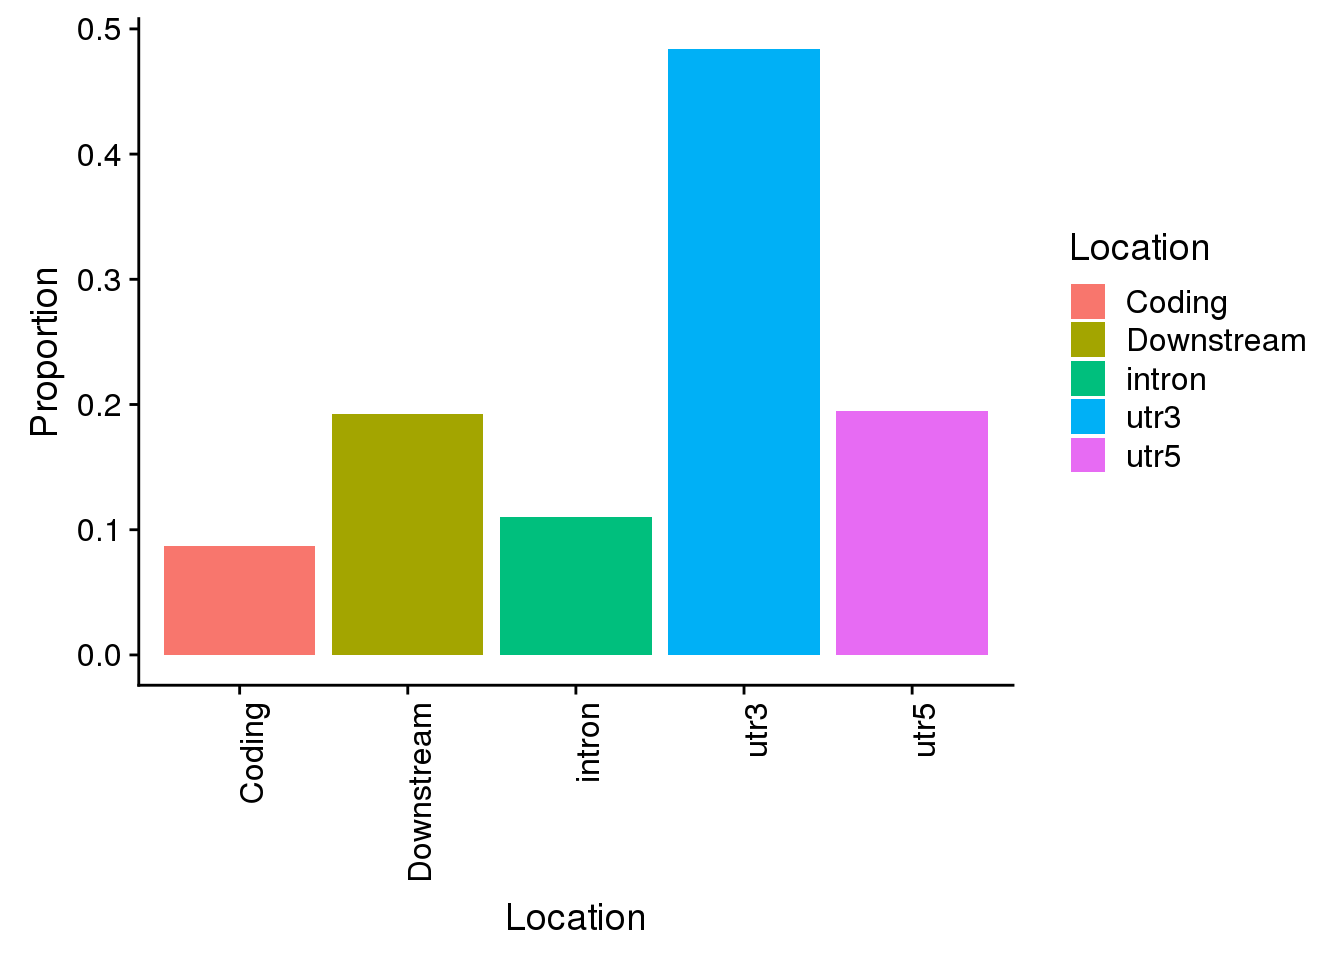 0.5
0.4
0.3
0.2
0.1
0.0
Proportion
Coding
Downstream
intron
utr3
utr5
Location
Location
Coding
Downstream
intron
utr3
utr5